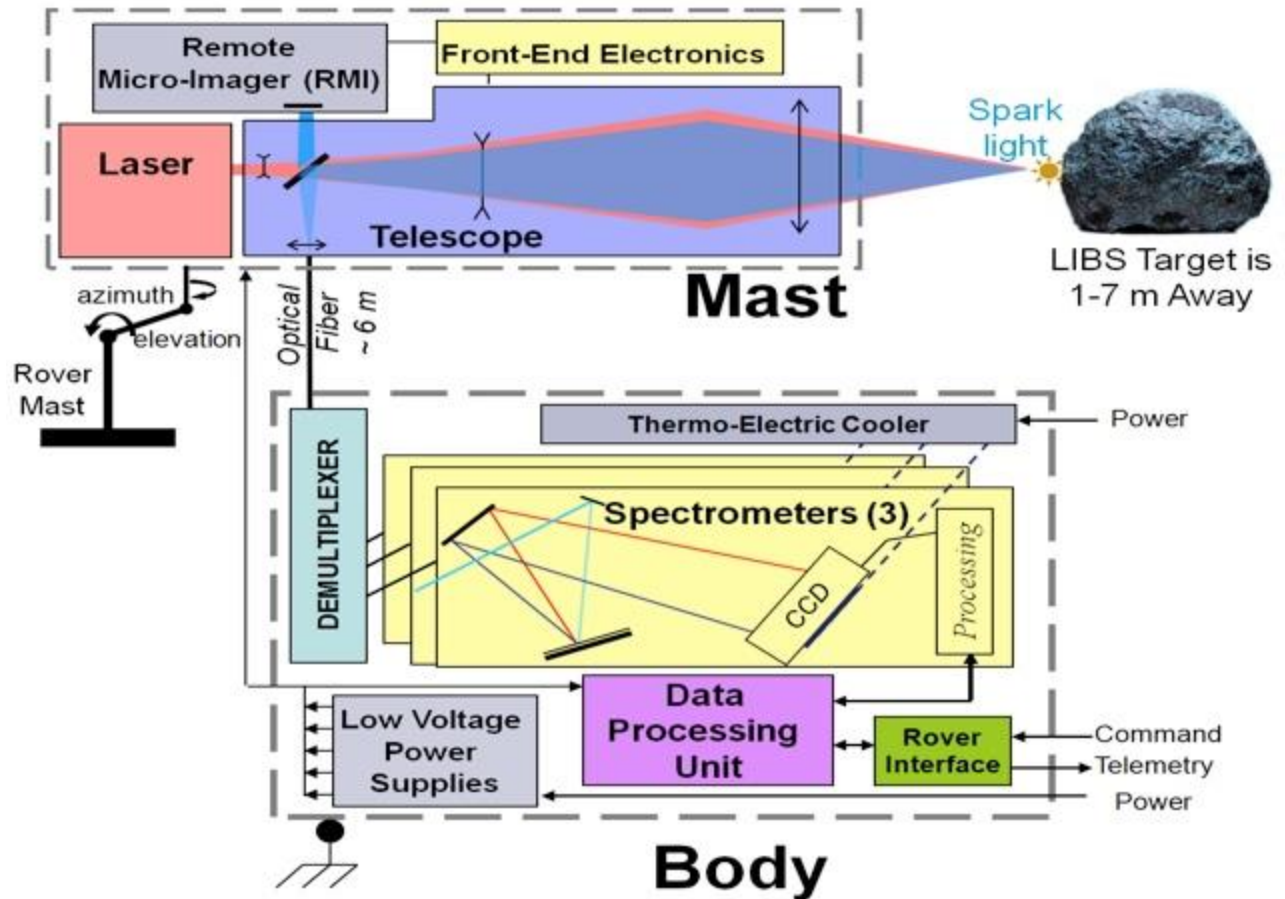 Remote
Micro-Imager (RMI)
Front-End Electronics
Laser
Telescope
Spark
light
LIBS Target is
1-7 m Away
Mast
azimuth
elevation
Rover
Mast
Optical
Fiber
~ 6 m
DEMULTIPLEXER
Thermo-Electric Cooler
Power
Spectrometers (3)
CCD
Processing
Data
Processing
Unit
Low Voltage
Power
Supplies
Rover
Interface
Command
Telemetry
Power
Body